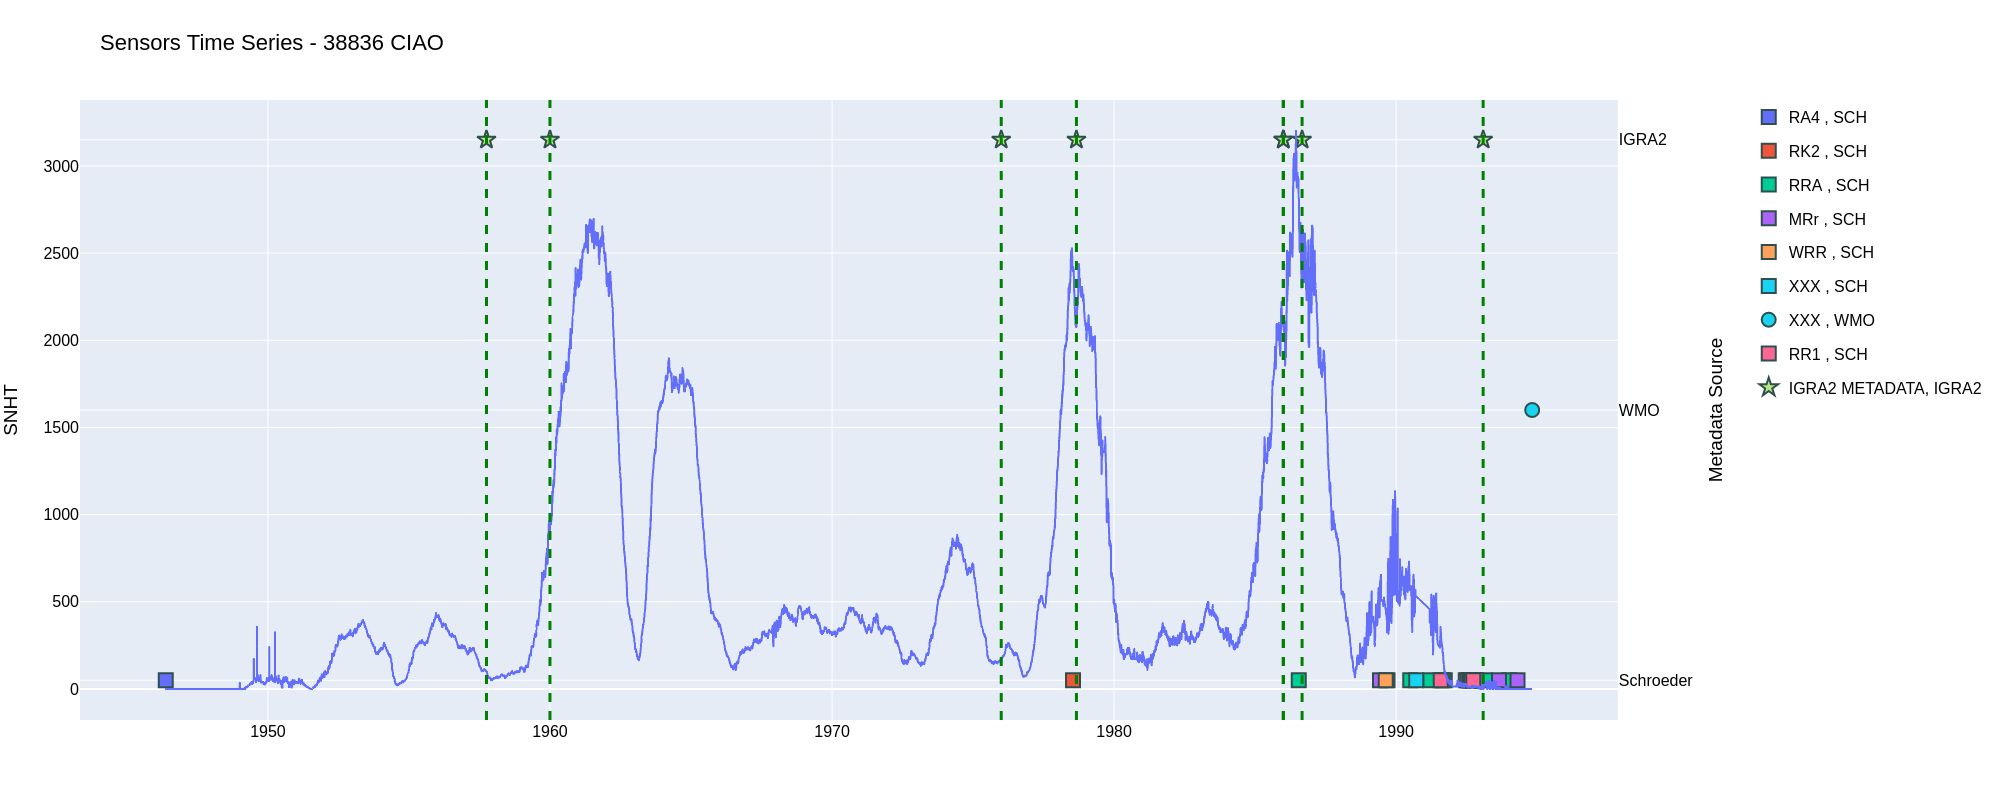 Sensors Time Series - 38836 CIAO
SNHT
3000
2500
2000
1500
1000
500
0
1950
1960
1970
1980
1990
IGRA2
WMO
Schroeder
Metadata Source
RA4 , SCH
RK2 , SCH
RRA , SCH
MRr , SCH
WRR , SCH
XXX , SCH
XXX , WMO
RR1 , SCH
IGRA2 METADATA, IGRA2